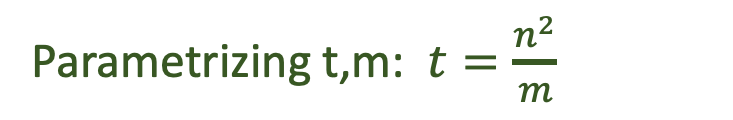 Parametrizing t,m: t = n²/m